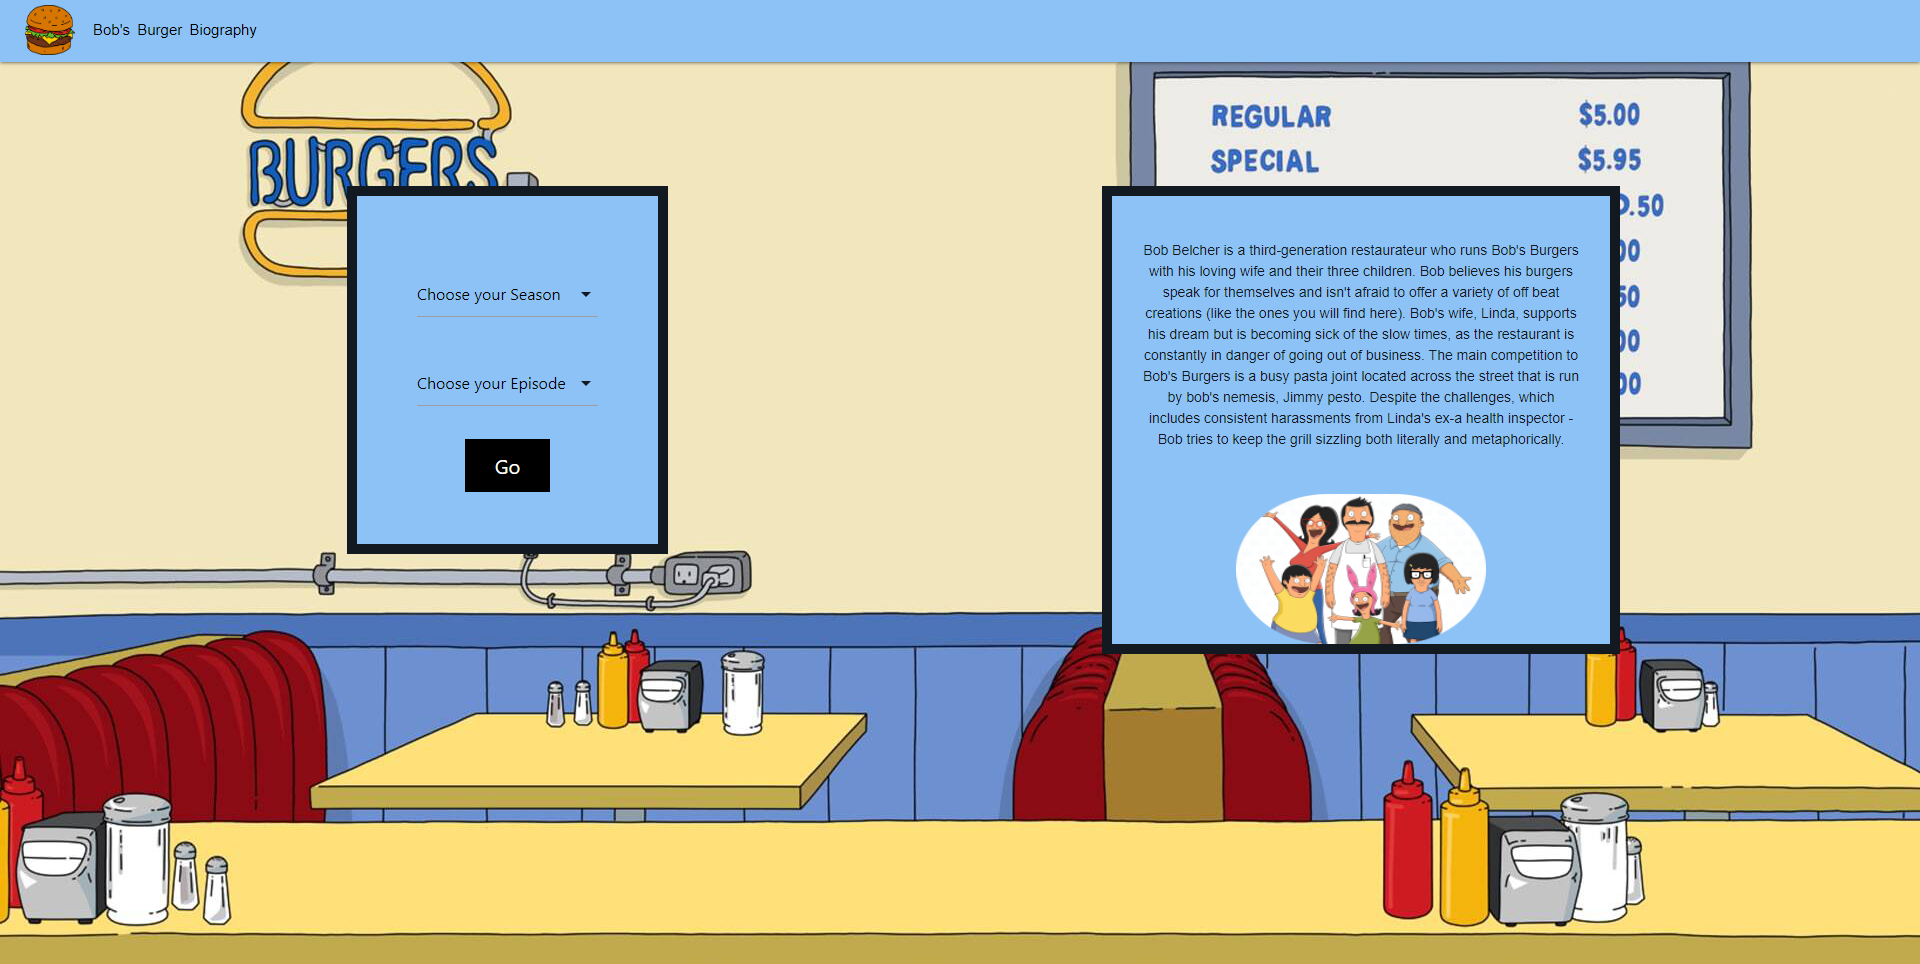 Bob's Burger Biography
BURGERS
REGULAR $5.00
SPECIAL $5.95
.50
00
50
00
00
Choose your Season
Choose your Episode
Go
Bob Belcher is a third-generation restaurateur who runs Bob's Burgers
with his loving wife and their three children. Bob believes his burgers
speak for themselves and isn't afraid to offer a variety of off beat
creations (like the ones you will find here). Bob's wife, Linda, supports
his dream but is becoming sick of the slow times, as the restaurant is
constantly in danger of going out of business. The main competition to
Bob's Burgers is a busy pasta joint located across the street that is run
by bob's nemesis, Jimmy pesto. Despite the challenges, which
includes consistent harassments from Linda's ex-a health inspector -
Bob tries to keep the grill sizzling both literally and metaphorically.